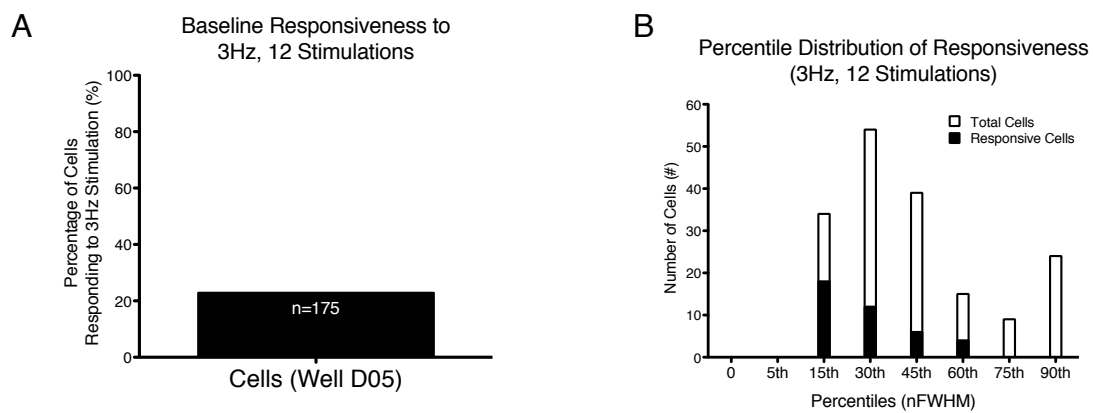 A
Baseline Responsiveness to
3Hz, 12 Stimulations
Percentage of Cells
Responding to 3Hz Stimulation (%)
100
80
60
40
20
0
n=175
Cells (Well D05)
B
Percentile Distribution of Responsiveness
(3Hz, 12 Stimulations)
Number of Cells (#)
60
50
40
30
20
10
0
Total Cells
Responsive Cells
0 5th 15th 30th 45th 60th 75th 90th
Percentiles (nFWHM)